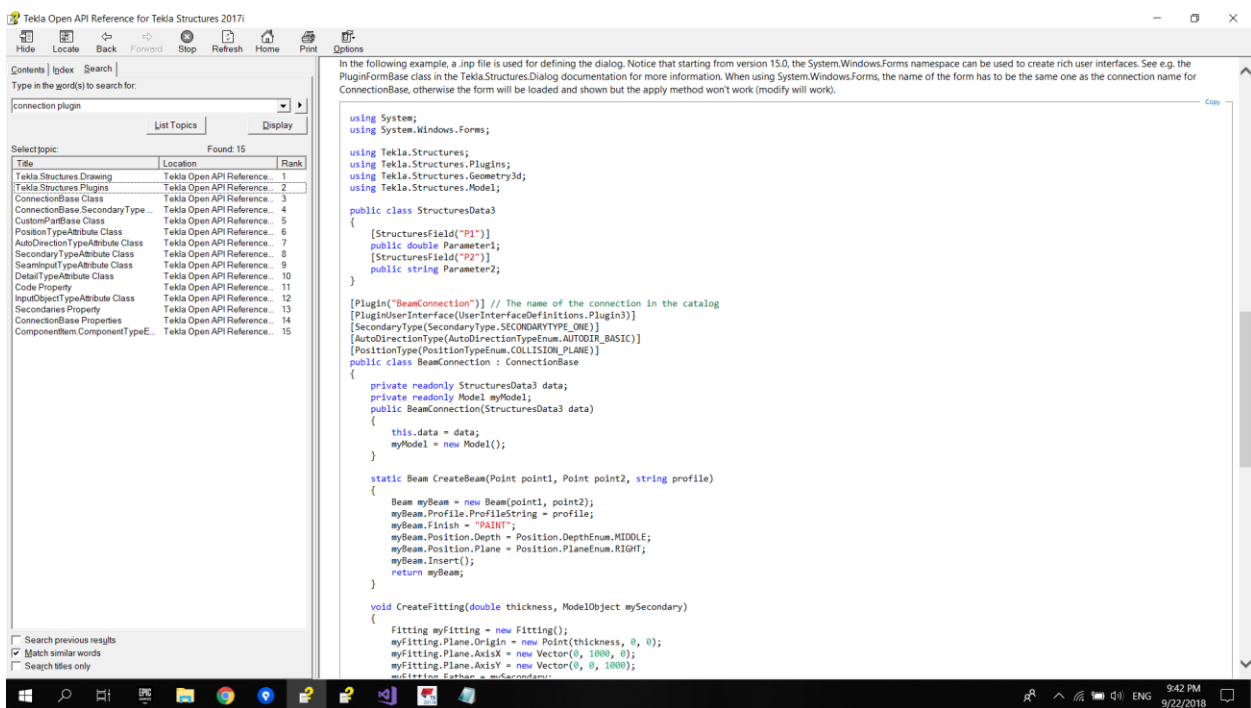 Tekla Open API Reference for Tekla Structures 2017i
Hide Locate Back Forward Stop Refresh Home Print Options
Contents Index Search
Type in the word(s) to search for:
connection plugin
List Topics Display
Select topic: Found: 15
Title Location Rank
Tekla.Structures.Drawing Tekla Open API Reference... 1
Tekla.Structures.Plugins Tekla Open API Reference... 2
ConnectionBase Class Tekla Open API Reference... 3
ConnectionBase.SecondaryType ... Tekla Open API Reference... 4
CustomPartBase Class Tekla Open API Reference... 5
PositionTypeAttribute Class Tekla Open API Reference... 6
AutoDirectionTypeAttribute Class Tekla Open API Reference... 7
SecondaryTypeAttribute Class Tekla Open API Reference... 8
SeamInputTypeAttribute Class Tekla Open API Reference... 9
DetailTypeAttribute Class Tekla Open API Reference... 10
Code Property Tekla Open API Reference... 11
InputObjectTypeAttribute Class Tekla Open API Reference... 12
Secondaries Property Tekla Open API Reference... 13
ConnectionBase Properties Tekla Open API Reference... 14
ComponentItem.ComponentTypeE... Tekla Open API Reference... 15
Search previous results
Match similar words
Search titles only
In the following example, a .inp file is used for defining the dialog. Notice that starting from version 15.0, the System.Windows.Forms namespace can be used to create rich user interfaces. See e.g. the
PluginFormBase class in the Tekla.Structures.Dialog documentation for more information. When using System.Windows.Forms, the name of the form has to be the same one as the connection name for
ConnectionBase, otherwise the form will be loaded and shown but the apply method won't work (modify will work).
Copy
using System;
using System.Windows.Forms;
using Tekla.Structures;
using Tekla.Structures.Plugins;
using Tekla.Structures.Geometry3d;
using Tekla.Structures.Model;
public class StructuresData3
{
[StructuresField("P1")]
public double Parameter1;
[StructuresField("P2")]
public string Parameter2;
}
[Plugin("BeamConnection")] // The name of the connection in the catalog
[PluginUserInterface(UserInterfaceDefinitions.Plugin3)]
[SecondaryType(SecondaryType.SECONDARYTYPE_ONE)]
[AutoDirectionType(AutoDirectionTypeEnum.AUTODIR_BASIC)]
[PositionType(PositionTypeEnum.COLLISION_PLANE)]
public class BeamConnection : ConnectionBase
{
private readonly StructuresData3 data;
private readonly Model myModel;
public BeamConnection(StructuresData3 data)
{
this.data = data;
myModel = new Model();
}
static Beam CreateBeam(Point point1, Point point2, string profile)
{
Beam myBeam = new Beam(point1, point2);
myBeam.Profile.ProfileString = profile;
myBeam.Finish = "PAINT";
myBeam.Position.Depth = Position.DepthEnum.MIDDLE;
myBeam.Position.Plane = Position.PlaneEnum.RIGHT;
myBeam.Insert();
return myBeam;
}
void CreateFitting(double thickness, ModelObject mySecondary)
{
Fitting myFitting = new Fitting();
myFitting.Plane.Origin = new Point(thickness, 0, 0);
myFitting.Plane.AxisX = new Vector(0, 1000, 0);
myFitting.Plane.AxisY = new Vector(0, 0, 1000);
myFitting.Father = mySecondary;
EPIC
ENG
9:42 PM
9/22/2018